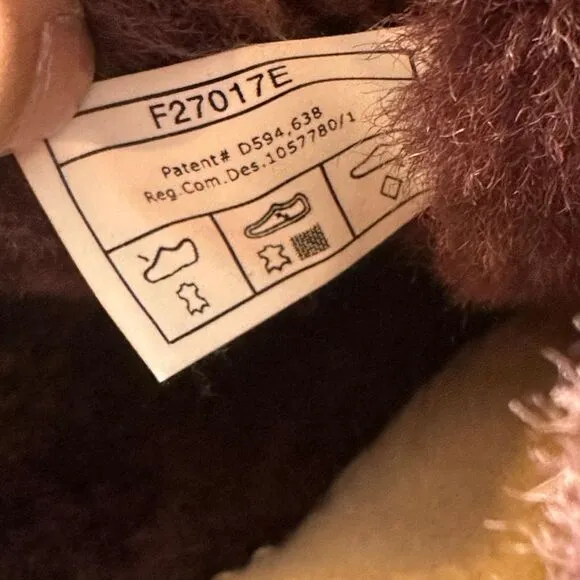 F27017E
Patent# D594,638
Reg.Com.Des.1057780/1